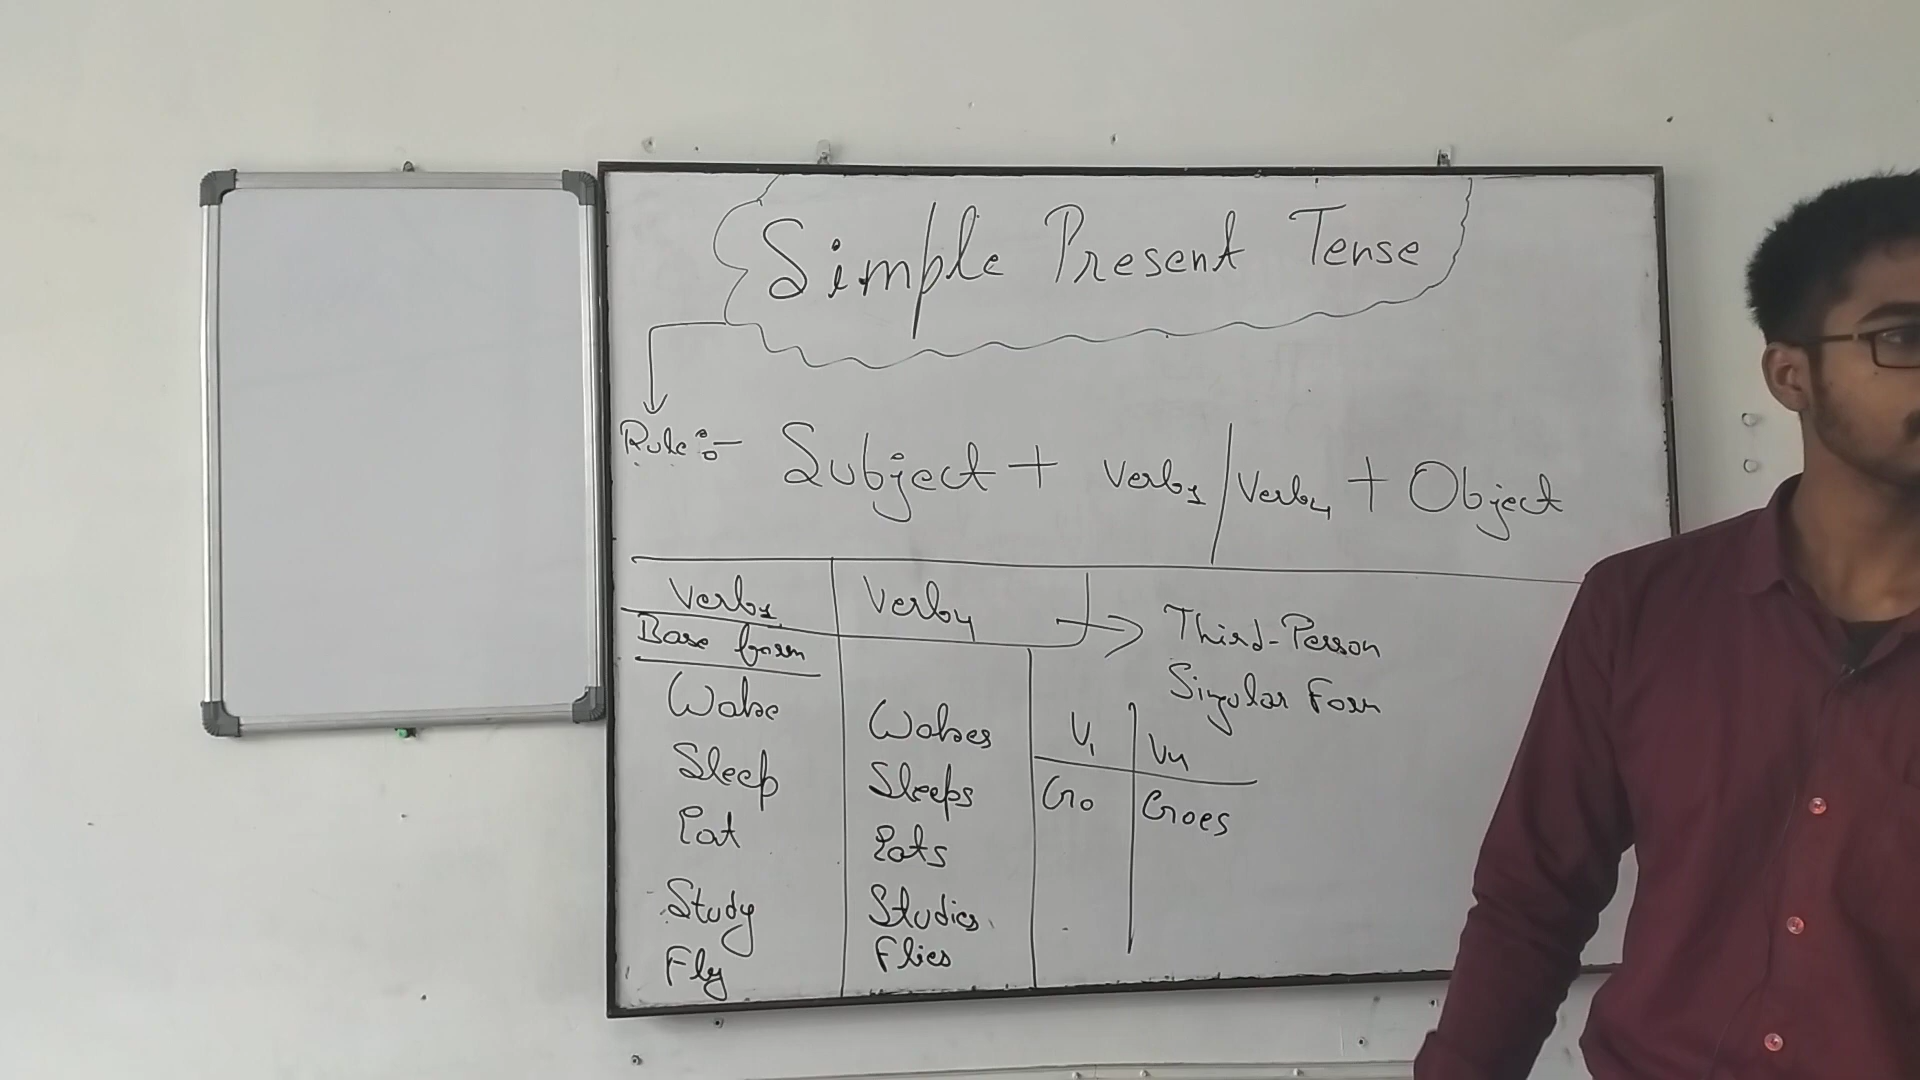 Simple Present Tense
Rule:- Subject + Verb1 / Verb4 + Object
Verb1 Verb4 → Third-Person
Singular Form
Base form
Wake Wakes
Sleep Sleeps
Eat Eats
Study Studies
Fly Flies
V1 V4
Go Goes